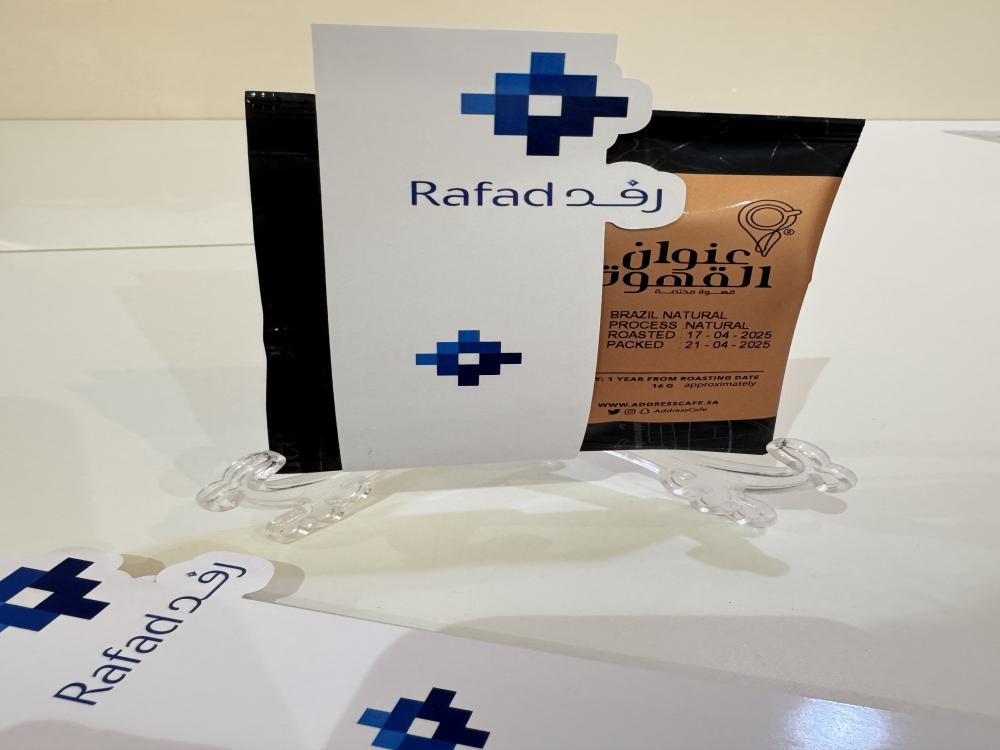 Rafad رفد
عنوان
القهوة
قهوة مختصة
®
BRAZIL NATURAL
PROCESS NATURAL
ROASTED : 17 - 04 - 2025
PACKED : 21 - 04 - 2025
Y: 1 YEAR FROM ROASTING DATE
16 G approximately
WWW.ADDRESSCAFE.SA
AddressCafe
Rafad رفد